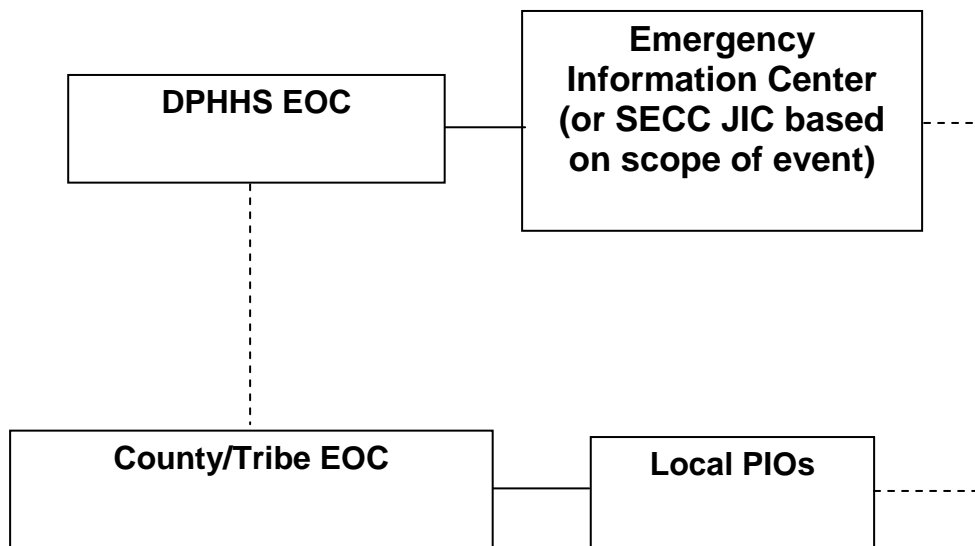 DPHHS EOC
Emergency
Information Center
(or SECC JIC based
on scope of event)
County/Tribe EOC
Local PIOs